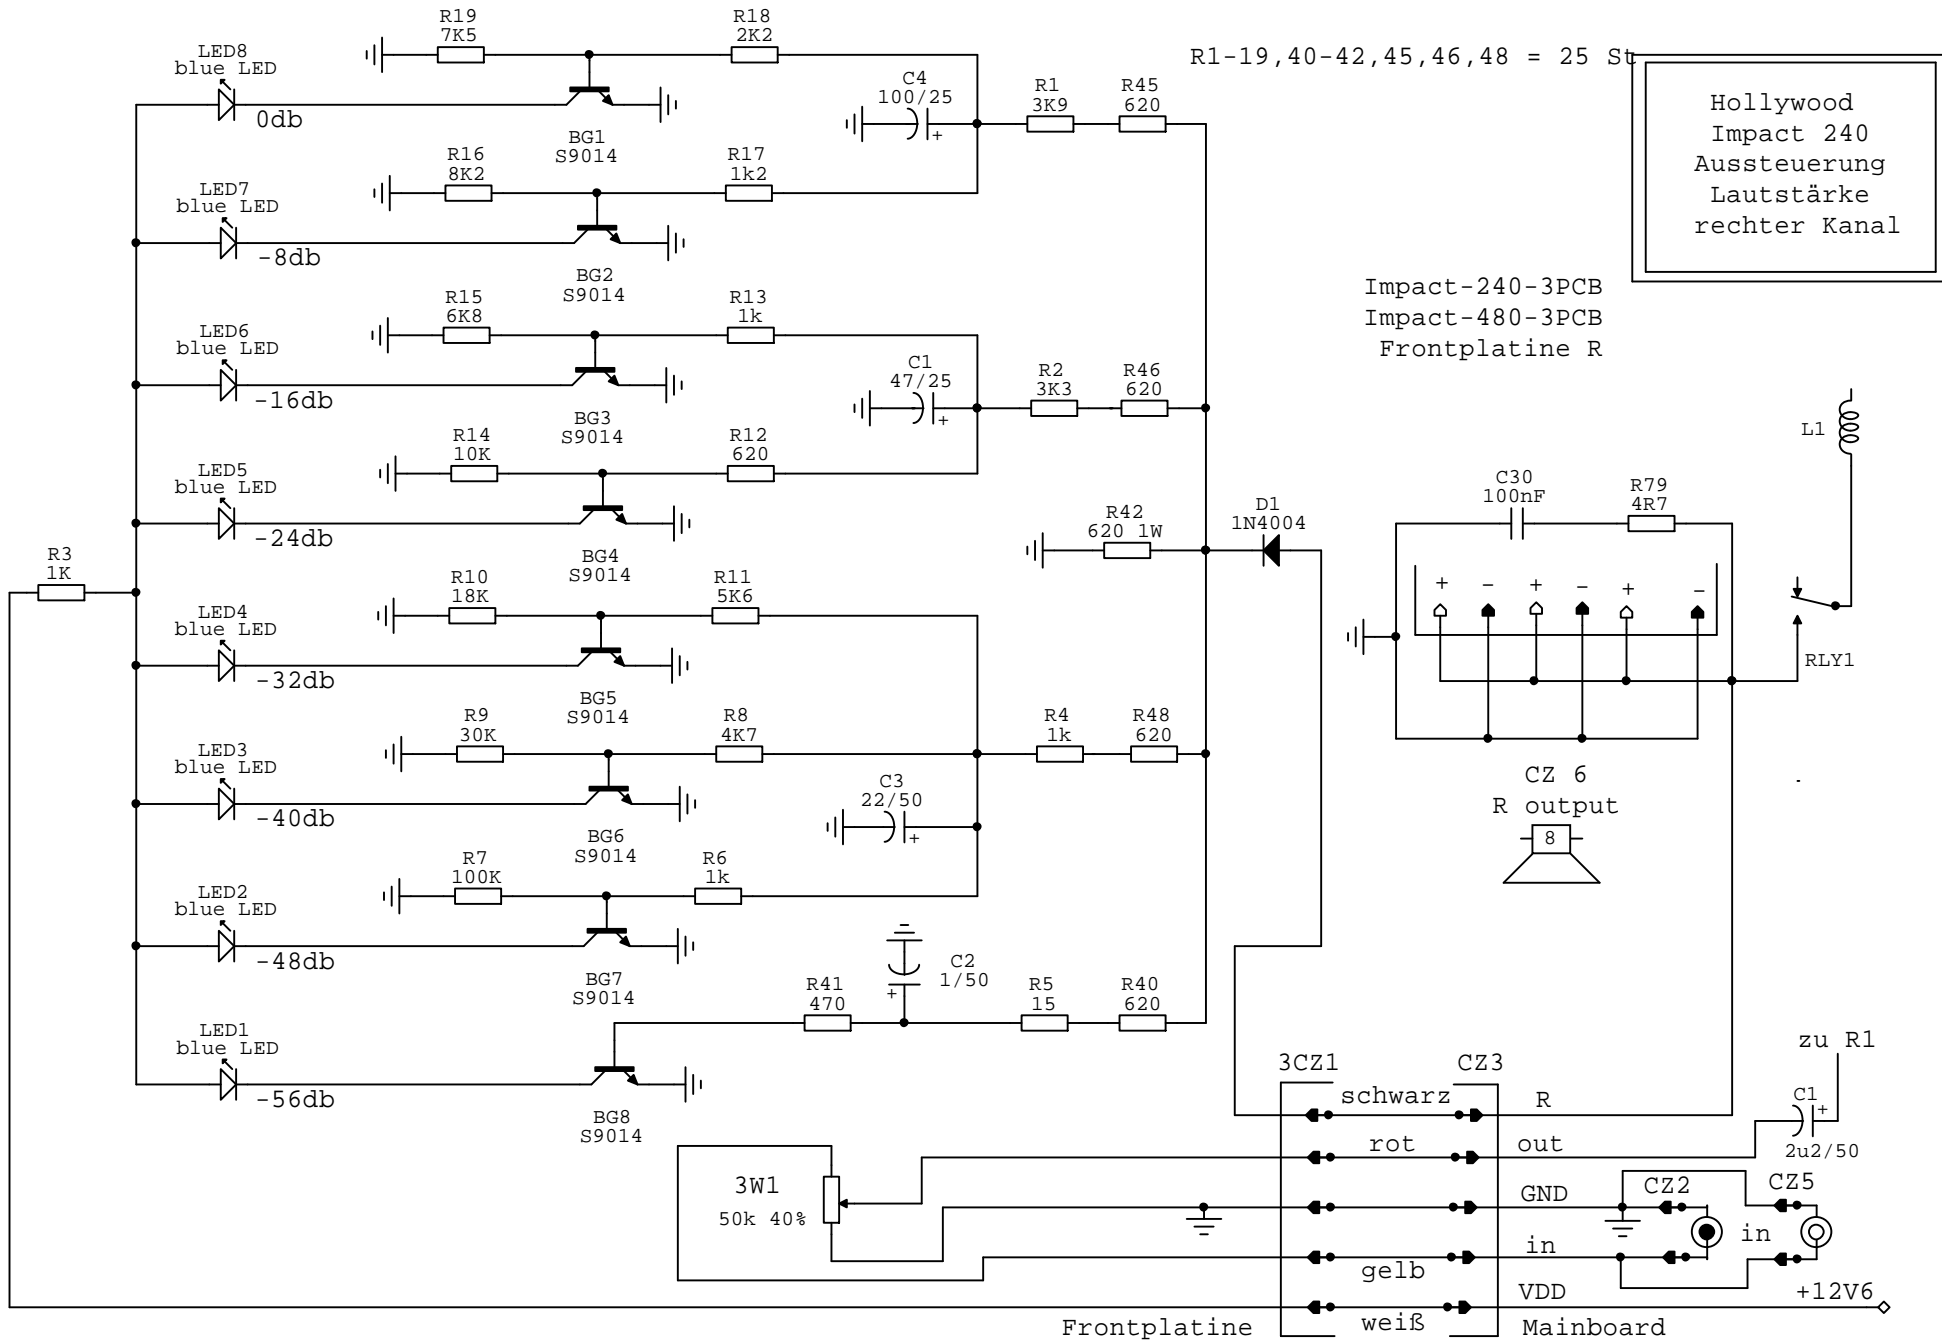 R19
7K5
R18
2K2
LED8
blue LED
0db
BG1
S9014
C4
100/25
+
R1
3K9
R45
620
R1-19,40-42,45,46,48 = 25 St
Hollywood
Impact 240
Aussteuerung
Lautstärke
rechter Kanal
R16
8K2
R17
1k2
LED7
blue LED
-8db
BG2
S9014
Impact-240-3PCB
Impact-480-3PCB
Frontplatine R
R15
6K8
R13
1k
LED6
blue LED
-16db
BG3
S9014
C1
47/25
+
R2
3K3
R46
620
R14
10K
R12
620
LED5
blue LED
-24db
BG4
S9014
R42
620 1W
D1
1N4004
C30
100nF
R79
4R7
L1
R3
1K
R10
18K
R11
5K6
LED4
blue LED
-32db
BG5
S9014
+ - + - + -
RLY1
R9
30K
R8
4K7
R4
1k
R48
620
LED3
blue LED
-40db
BG6
S9014
C3
22/50
+
CZ 6
R output
8
R7
100K
R6
1k
LED2
blue LED
-48db
BG7
S9014
C2
1/50
+
R41
470
R5
15
R40
620
LED1
blue LED
-56db
BG8
S9014
3CZ1
CZ3
zu R1
schwarz
R
C1
+
2u2/50
rot
out
3W1
50k 40%
GND
CZ2
CZ5
in
in
gelb
VDD
+12V6
weiß
Frontplatine
Mainboard